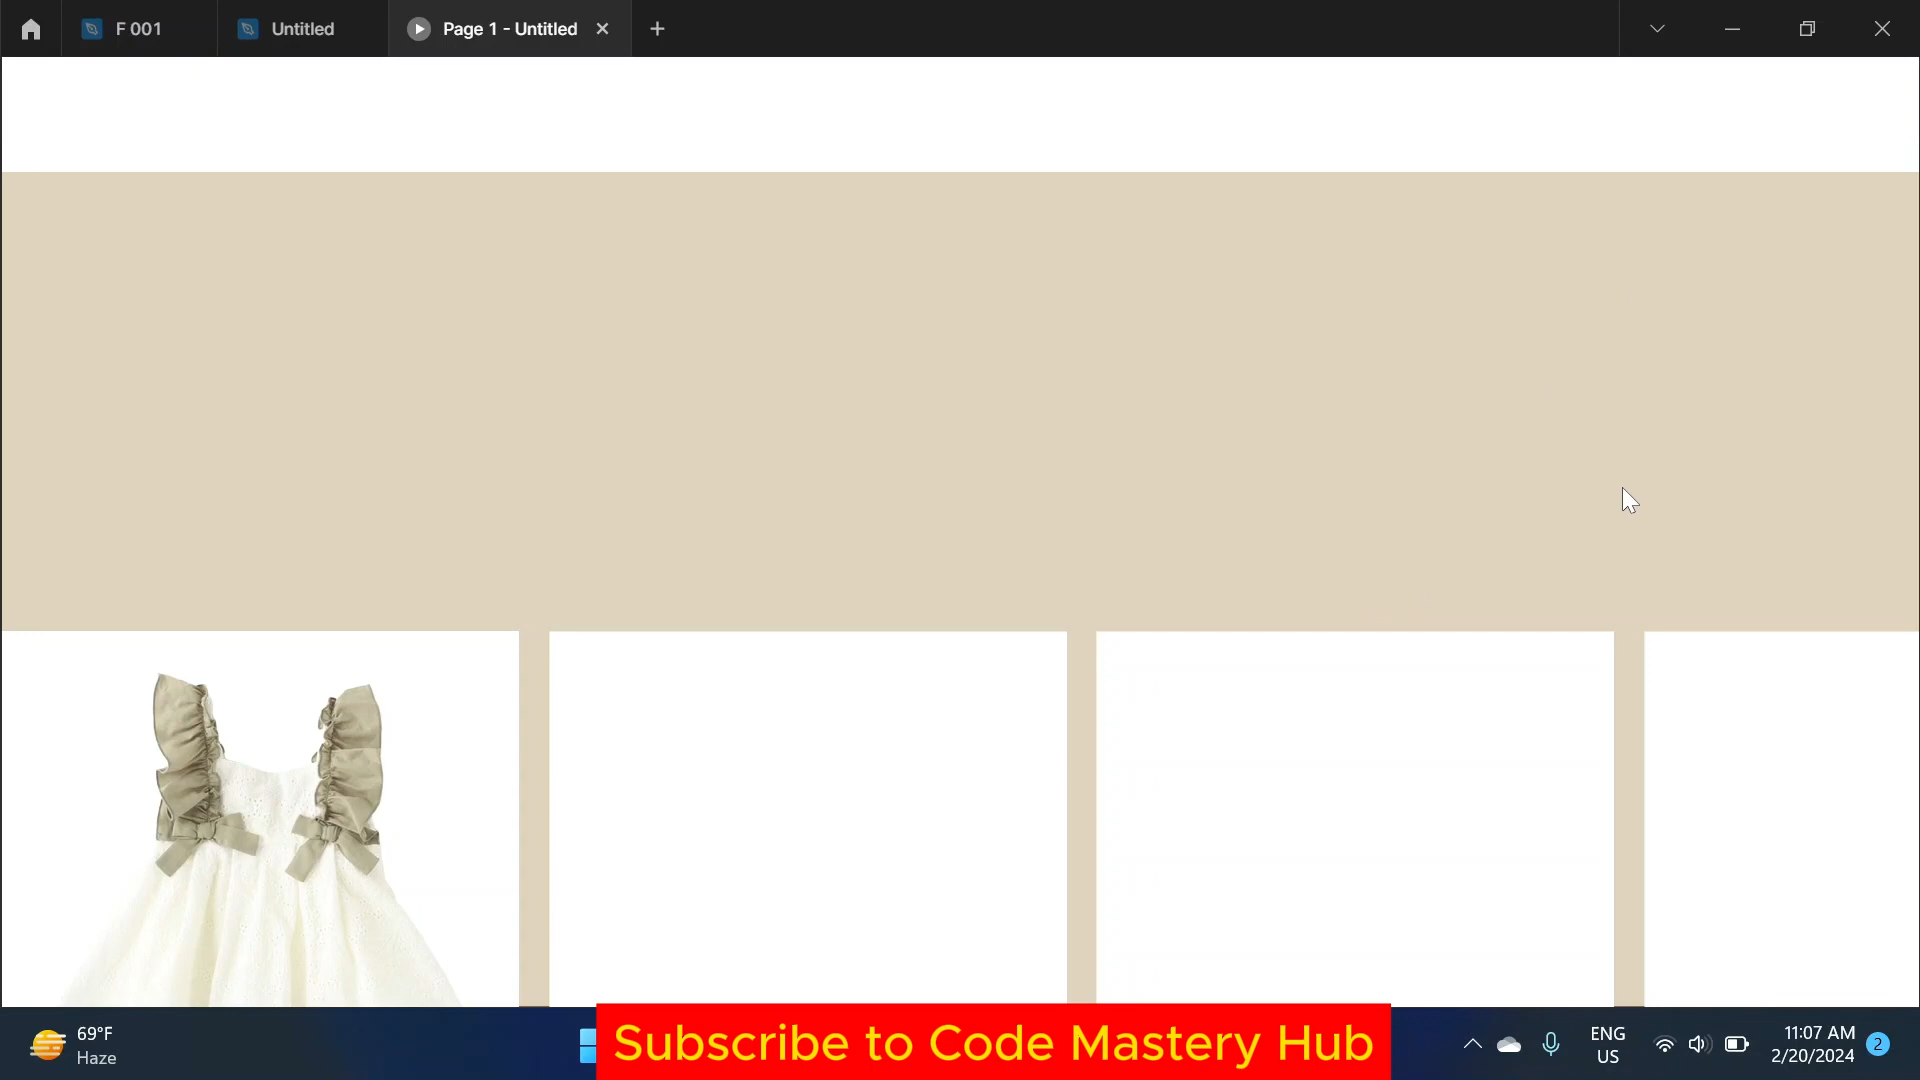 F 001
Untitled
Page 1 - Untitled
69°F
Haze
Subscribe to Code Mastery Hub
ENG
US
11:07 AM
2/20/2024
2